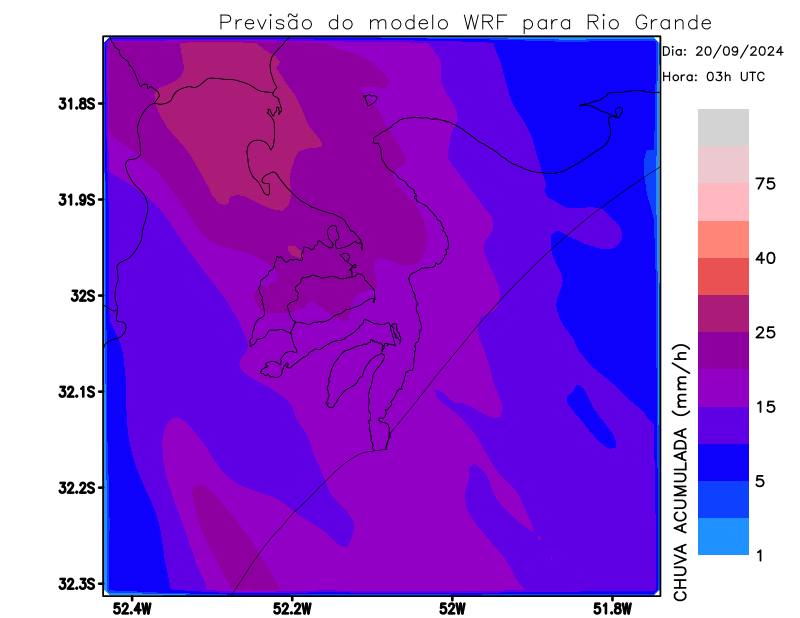 Previsão do modelo WRF para Rio Grande
Dia: 20/09/2024
Hora: 03h UTC
31.8S
31.9S
32S
32.1S
32.2S
32.3S
52.4W
52.2W
52W
51.8W
75
40
25
15
5
1
CHUVA ACUMULADA (mm/h)